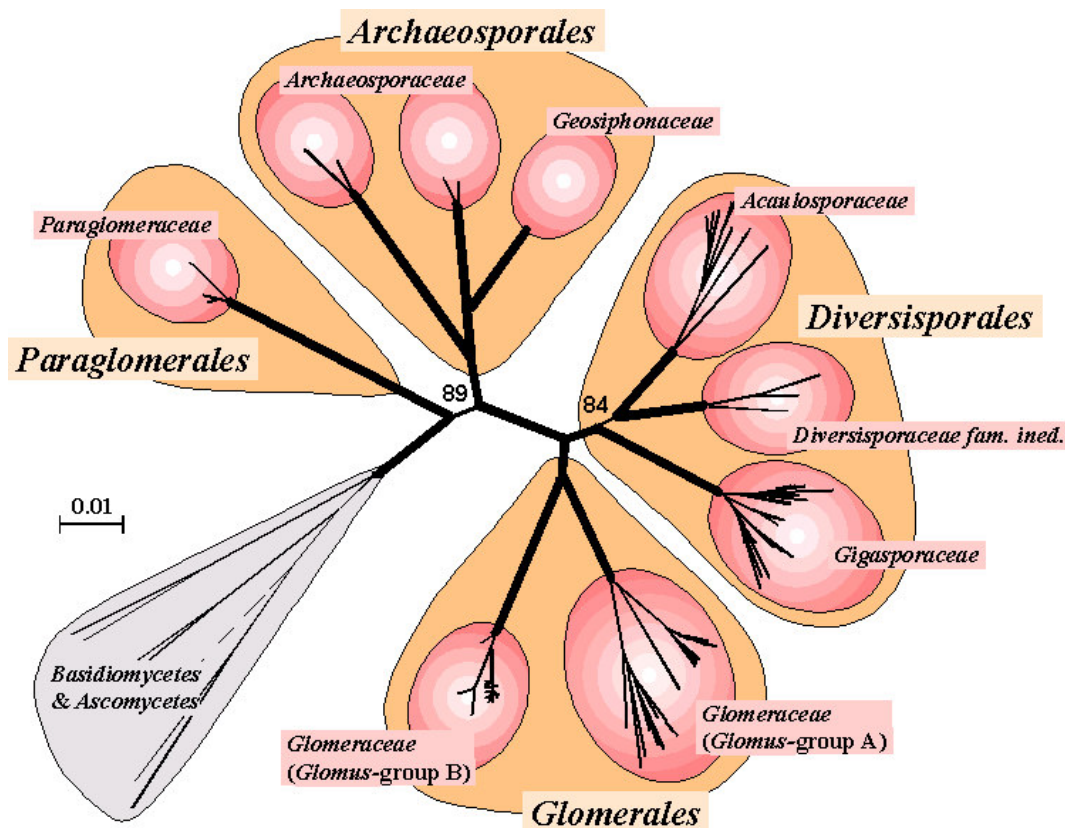 Archaeosporales
Archaeosporaceae
Geosiphonaceae
Acaulosporaceae
Paraglomeraceae
Diversisporales
Paraglomerales
89
84
Diversisporaceae fam. ined.
0.01
Gigasporaceae
Basidiomycetes
& Ascomycetes
Glomeraceae
(Glomus-group A)
Glomeraceae
(Glomus-group B)
Glomerales